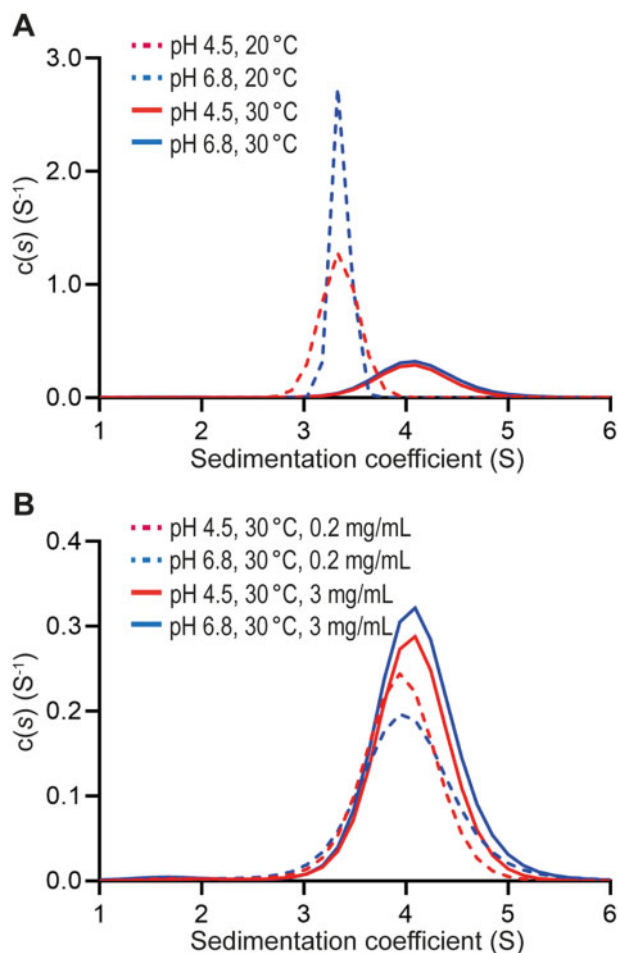 A
pH 4.5, 20 °C
pH 6.8, 20 °C
pH 4.5, 30 °C
pH 6.8, 30 °C
3.0
2.0
1.0
0.0
c(s) (S⁻¹)
1 2 3 4 5 6
Sedimentation coefficient (S)
B
pH 4.5, 30 °C, 0.2 mg/mL
pH 6.8, 30 °C, 0.2 mg/mL
pH 4.5, 30 °C, 3 mg/mL
pH 6.8, 30 °C, 3 mg/mL
0.4
0.3
0.2
0.1
0.0
c(s) (S⁻¹)
1 2 3 4 5 6
Sedimentation coefficient (S)